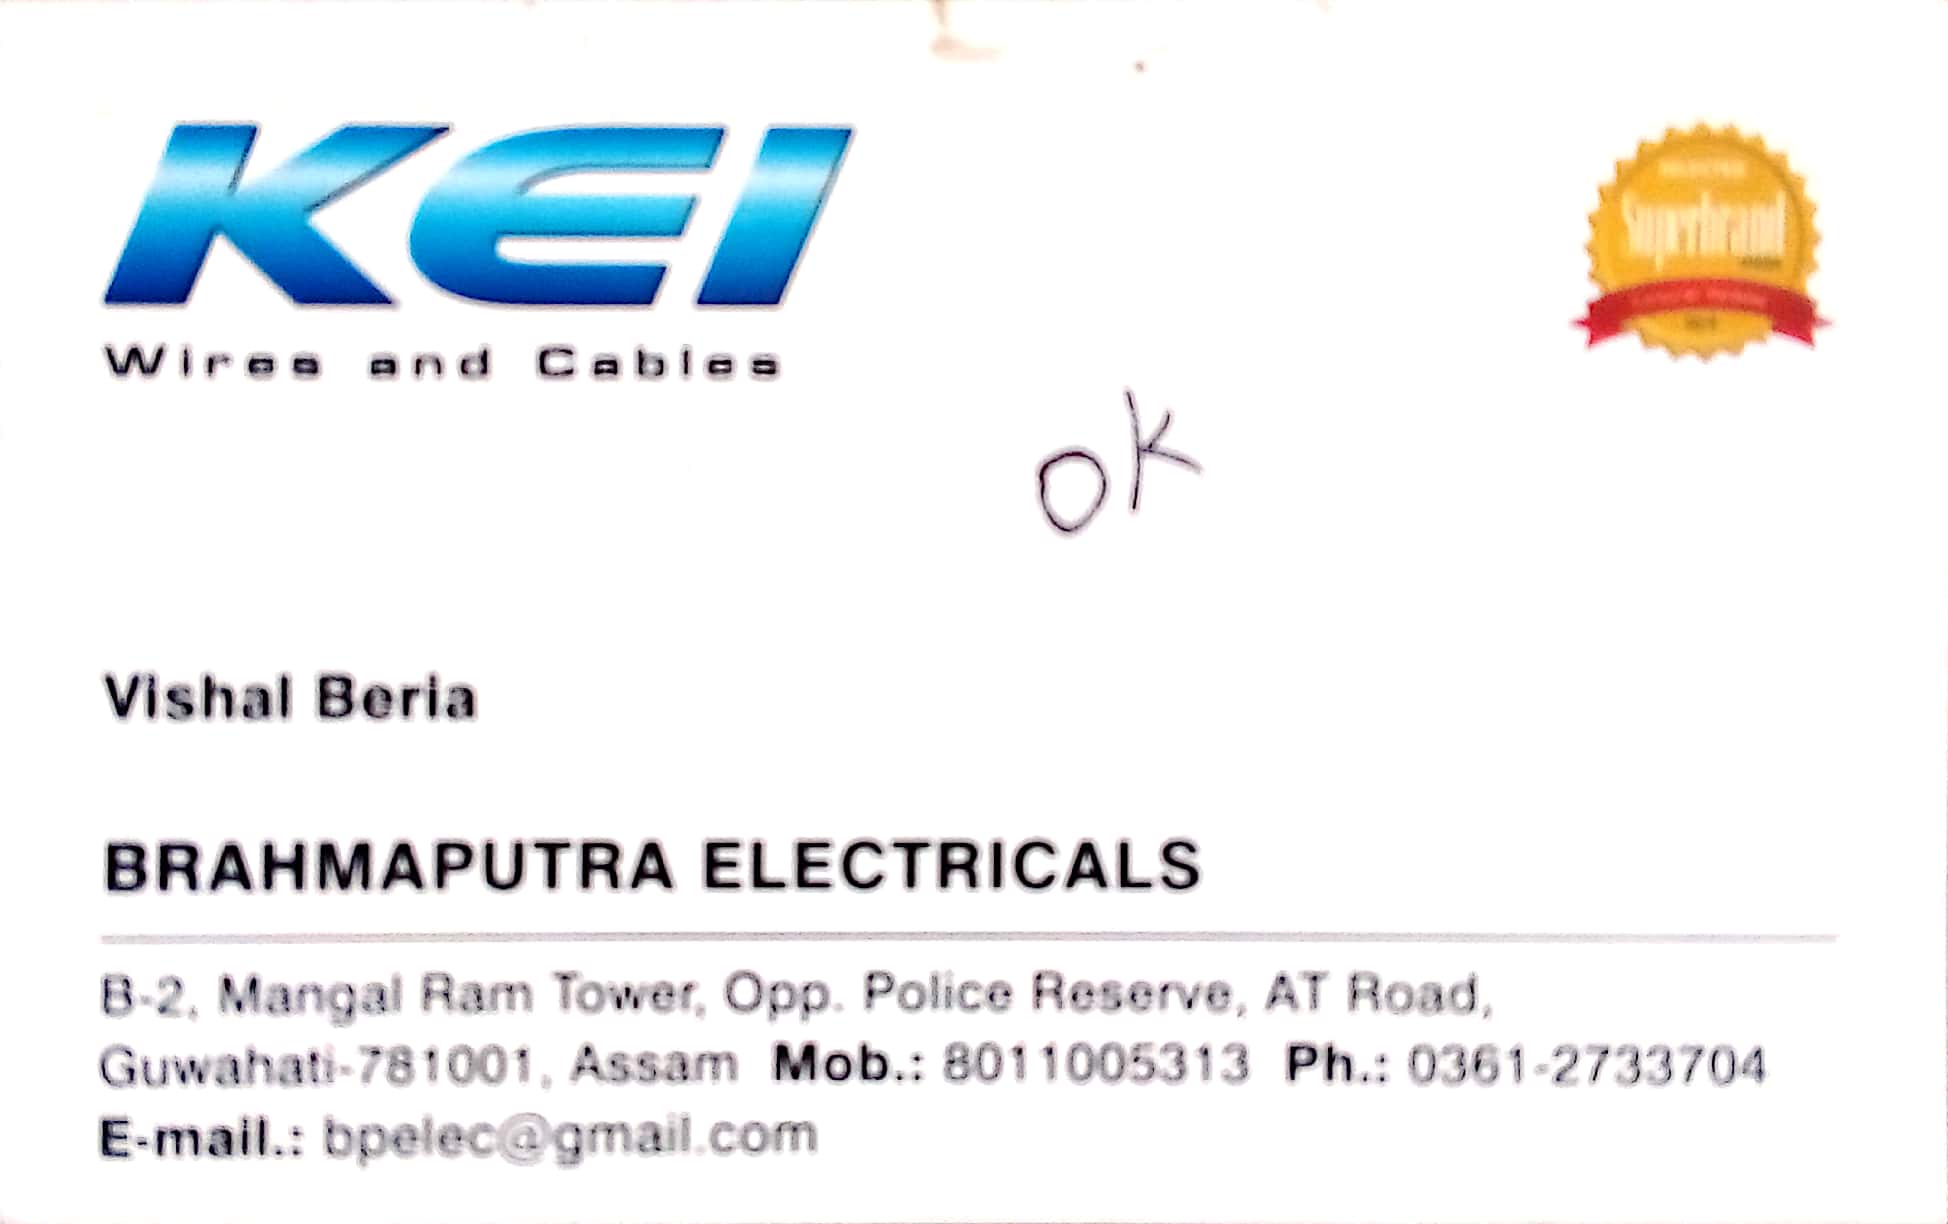 KEI
Wires and Cables
Superbrand
OK
Vishal Beria
BRAHMAPUTRA ELECTRICALS
B-2, Mangal Ram Tower, Opp. Police Reserve, AT Road,
Guwahati-781001, Assam Mob.: 8011005313 Ph.: 0361-2733704
E-mail.: bpelec@gmail.com